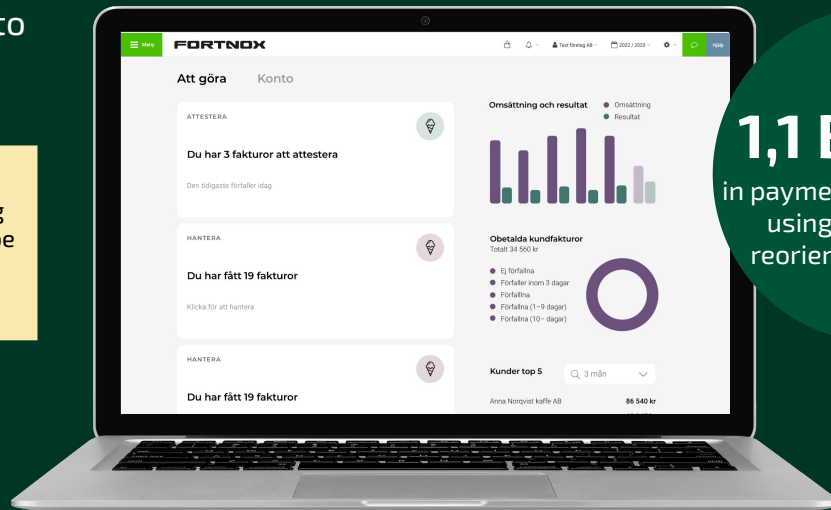 to
Meny
FORTNOX
Test företag AB
2022 / 2023
Hjälp
Att göra
Konto
ATTESTERA
Du har 3 fakturor att attestera
Den tidigaste förfaller idag
HANTERA
Du har fått 19 fakturor
Klicka för att hantera
HANTERA
Du har fått 19 fakturor
Omsättning och resultat
Omsättning
Resultat
Obetalda kundfakturor
Totalt 34 560 kr
Ej förfallna
Förfaller inom 3 dagar
Förfallna
Förfallna (1–9 dagar)
Förfallna (10– dagar)
Kunder top 5
3 mån
Anna Norqvist kaffe AB
86 540 kr
1,1
in
using